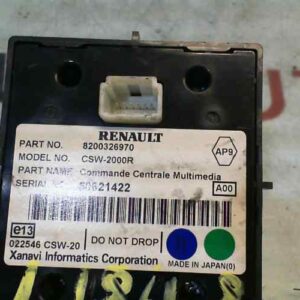 RENAULT
PART NO. 8200326970
MODEL NO. CSW-2000R
PART NAME Commande Centrale Multimedia
SERIAL
AP9
A00
e13
022546 CSW-20
DO NOT DROP
MADE IN JAPAN(0)
Xanavi Informatics Corporation